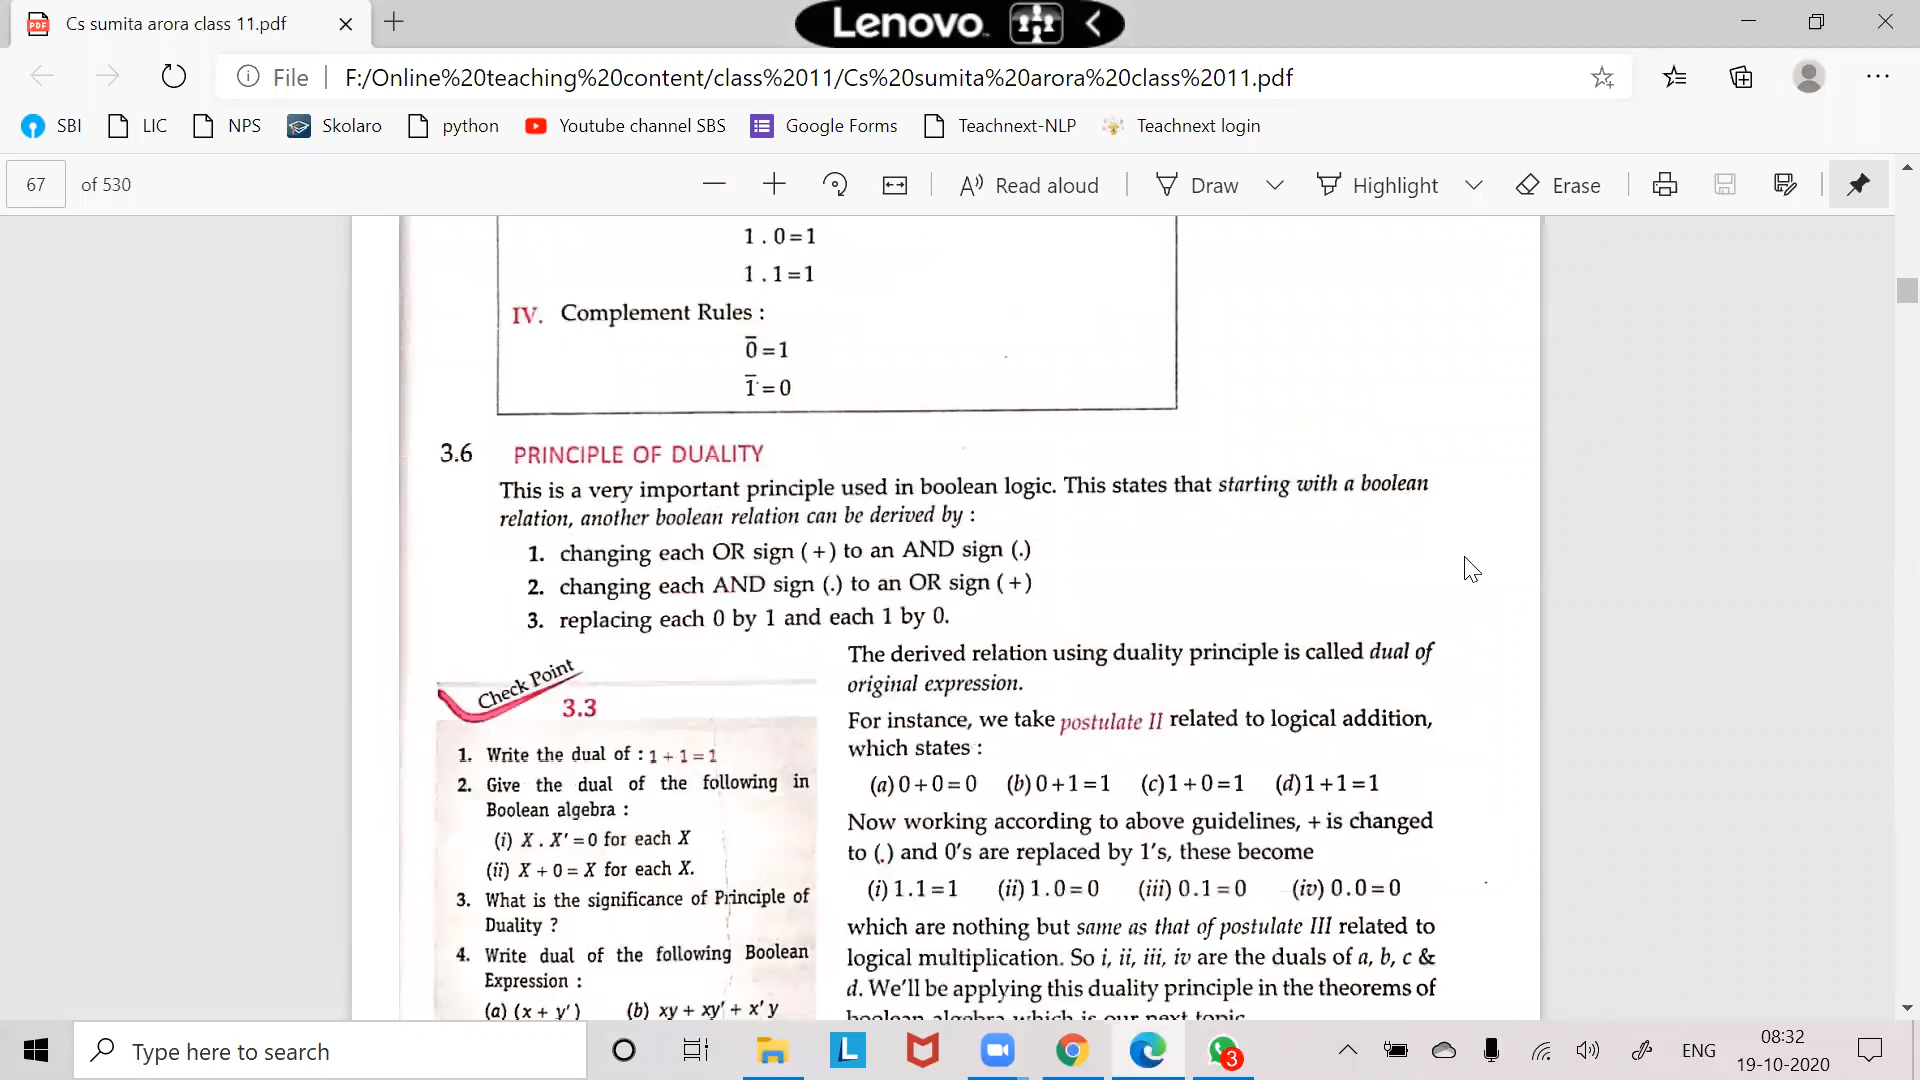 Cs sumita arora class 11.pdf
Lenovo
File
F:/Online%20teaching%20content/class%2011/Cs%20sumita%20arora%20class%2011.pdf
SBI LIC NPS Skolaro python Youtube channel SBS Google Forms Teachnext-NLP Teachnext login
67 of 530
Read aloud Draw Highlight Erase
1 . 0 = 1
1 . 1 = 1
IV. Complement Rules :
0̅ = 1
1̅ = 0
3.6 PRINCIPLE OF DUALITY
This is a very important principle used in boolean logic. This states that starting with a boolean
relation, another boolean relation can be derived by :
1. changing each OR sign (+) to an AND sign (.)
2. changing each AND sign (.) to an OR sign (+)
3. replacing each 0 by 1 and each 1 by 0.
Check Point
3.3
1. Write the dual of : 1 + 1 = 1
2. Give the dual of the following in
Boolean algebra :
(i) X . X' = 0 for each X
(ii) X + 0 = X for each X.
3. What is the significance of Principle of
Duality ?
4. Write dual of the following Boolean
Expression :
(a) (x + y') (b) xy + xy' + x' y
The derived relation using duality principle is called dual of
original expression.
For instance, we take postulate II related to logical addition,
which states :
(a) 0 + 0 = 0 (b) 0 + 1 = 1 (c) 1 + 0 = 1 (d) 1 + 1 = 1
Now working according to above guidelines, + is changed
to (.) and 0's are replaced by 1's, these become
(i) 1.1 = 1 (ii) 1.0 = 0 (iii) 0.1 = 0 (iv) 0.0 = 0
which are nothing but same as that of postulate III related to
logical multiplication. So i, ii, iii, iv are the duals of a, b, c &
d. We'll be applying this duality principle in the theorems of
boolean algebra which is our next topic.
Type here to search
3
ENG
08:32
19-10-2020